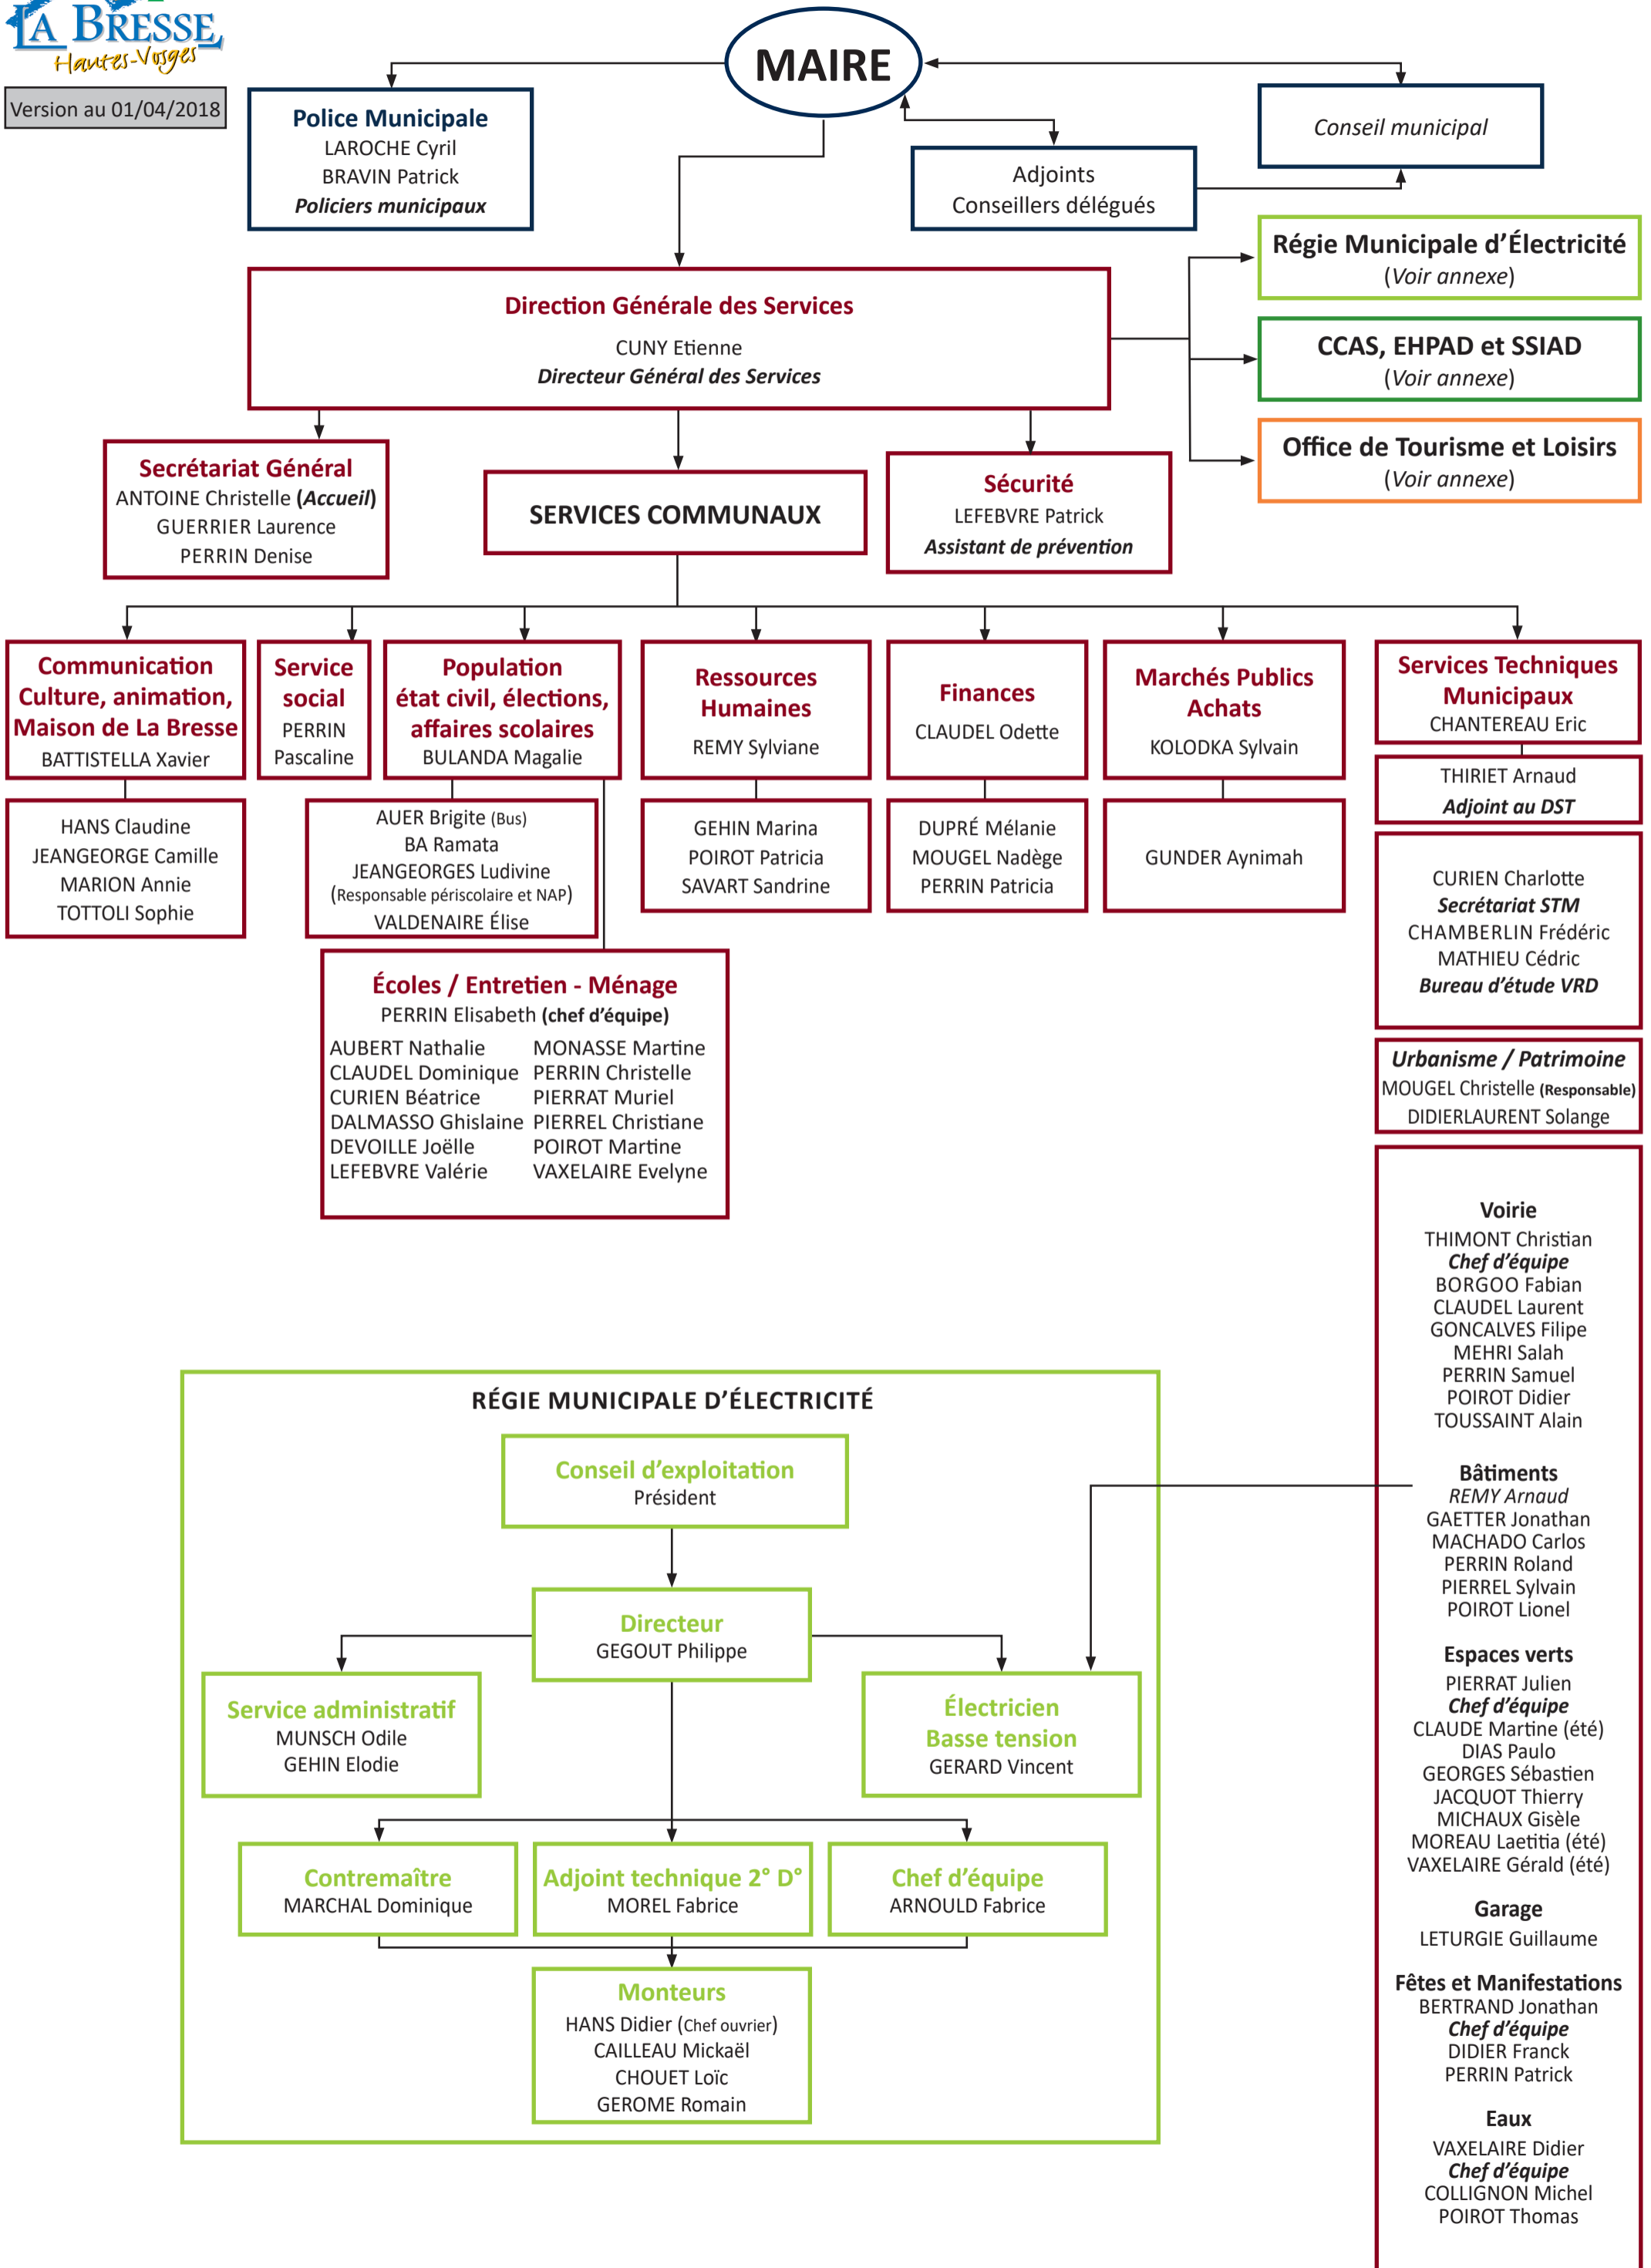 LA BRESSE
Hautes-Vosges
Version au 01/04/2018
MAIRE
Police Municipale
LAROCHE Cyril
BRAVIN Patrick
Policiers municipaux
Adjoints
Conseillers délégués
Conseil municipal
Direction Générale des Services
CUNY Etienne
Directeur Général des Services
Régie Municipale d’Électricité
(Voir annexe)
CCAS, EHPAD et SSIAD
(Voir annexe)
Office de Tourisme et Loisirs
(Voir annexe)
Secrétariat Général
ANTOINE Christelle (Accueil)
GUERRIER Laurence
PERRIN Denise
SERVICES COMMUNAUX
Sécurité
LEFEBVRE Patrick
Assistant de prévention
Communication
Culture, animation,
Maison de La Bresse
BATTISTELLA Xavier
HANS Claudine
JEANGEORGE Camille
MARION Annie
TOTTOLI Sophie
Service
social
PERRIN
Pascaline
Population
état civil, élections,
affaires scolaires
BULANDA Magalie
AUER Brigite (Bus)
BA Ramata
JEANGEORGES Ludivine
(Responsable périscolaire et NAP)
VALDENAIRE Élise
Écoles / Entretien - Ménage
PERRIN Elisabeth (chef d’équipe)
AUBERT Nathalie
CLAUDEL Dominique
CURIEN Béatrice
DALMASSO Ghislaine
DEVOILLE Joëlle
LEFEBVRE Valérie
MONASSE Martine
PERRIN Christelle
PIERRAT Muriel
PIERREL Christiane
POIROT Martine
VAXELAIRE Evelyne
Ressources
Humaines
REMY Sylviane
GEHIN Marina
POIROT Patricia
SAVART Sandrine
Finances
CLAUDEL Odette
DUPRÉ Mélanie
MOUGEL Nadège
PERRIN Patricia
Marchés Publics
Achats
KOLODKA Sylvain
GUNDER Aynimah
Services Techniques
Municipaux
CHANTEREAU Eric
THIRIET Arnaud
Adjoint au DST
CURIEN Charlotte
Secrétariat STM
CHAMBERLIN Frédéric
MATHIEU Cédric
Bureau d’étude VRD
Urbanisme / Patrimoine
MOUGEL Christelle (Responsable)
DIDIERLAURENT Solange
Voirie
THIMONT Christian
Chef d’équipe
BORGOO Fabian
CLAUDEL Laurent
GONCALVES Filipe
MEHRI Salah
PERRIN Samuel
POIROT Didier
TOUSSAINT Alain
Bâtiments
REMY Arnaud
GAETTER Jonathan
MACHADO Carlos
PERRIN Roland
PIERREL Sylvain
POIROT Lionel
Espaces verts
PIERRAT Julien
Chef d’équipe
CLAUDE Martine (été)
DIAS Paulo
GEORGES Sébastien
JACQUOT Thierry
MICHAUX Gisèle
MOREAU Laetitia (été)
VAXELAIRE Gérald (été)
Garage
LETURGIE Guillaume
Fêtes et Manifestations
BERTRAND Jonathan
Chef d’équipe
DIDIER Franck
PERRIN Patrick
Eaux
VAXELAIRE Didier
Chef d’équipe
COLLIGNON Michel
POIROT Thomas
RÉGIE MUNICIPALE D’ÉLECTRICITÉ
Conseil d’exploitation
Président
Directeur
GEGOUT Philippe
Service administratif
MUNSCH Odile
GEHIN Elodie
Électricien
Basse tension
GERARD Vincent
Contremaître
MARCHAL Dominique
Adjoint technique 2° D°
MOREL Fabrice
Chef d’équipe
ARNOULD Fabrice
Monteurs
HANS Didier (Chef ouvrier)
CAILLEAU Mickaël
CHOUET Loïc
GEROME Romain